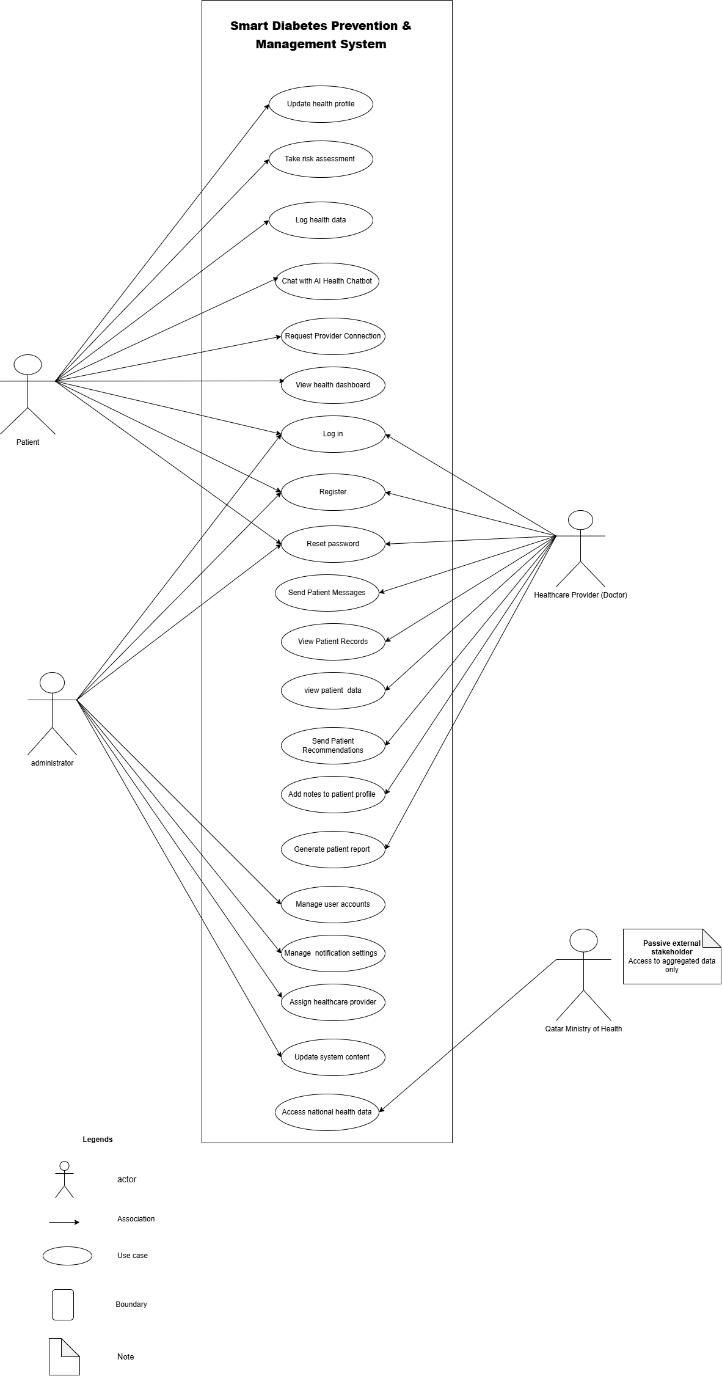 Smart Diabetes Prevention &
Management System
Update health profile
Take risk assessment
Log health data
Chat with AI Health Chatbot
Request Provider Connection
View health dashboard
Log in
Patient
Register
Reset password
Send Patient Messages
Healthcare Provider (Doctor)
View Patient Records
view patient  data
Send Patient
Recommendations
administrator
Add notes to patient profile
Generate patient report
Manage user accounts
Manage  notification settings
Passive external
stakeholder
Access to aggregated data
only
Assign healthcare provider
Qatar Ministry of Health
Update system content
Access national health data
Legends
actor
Association
Use case
Boundary
Note